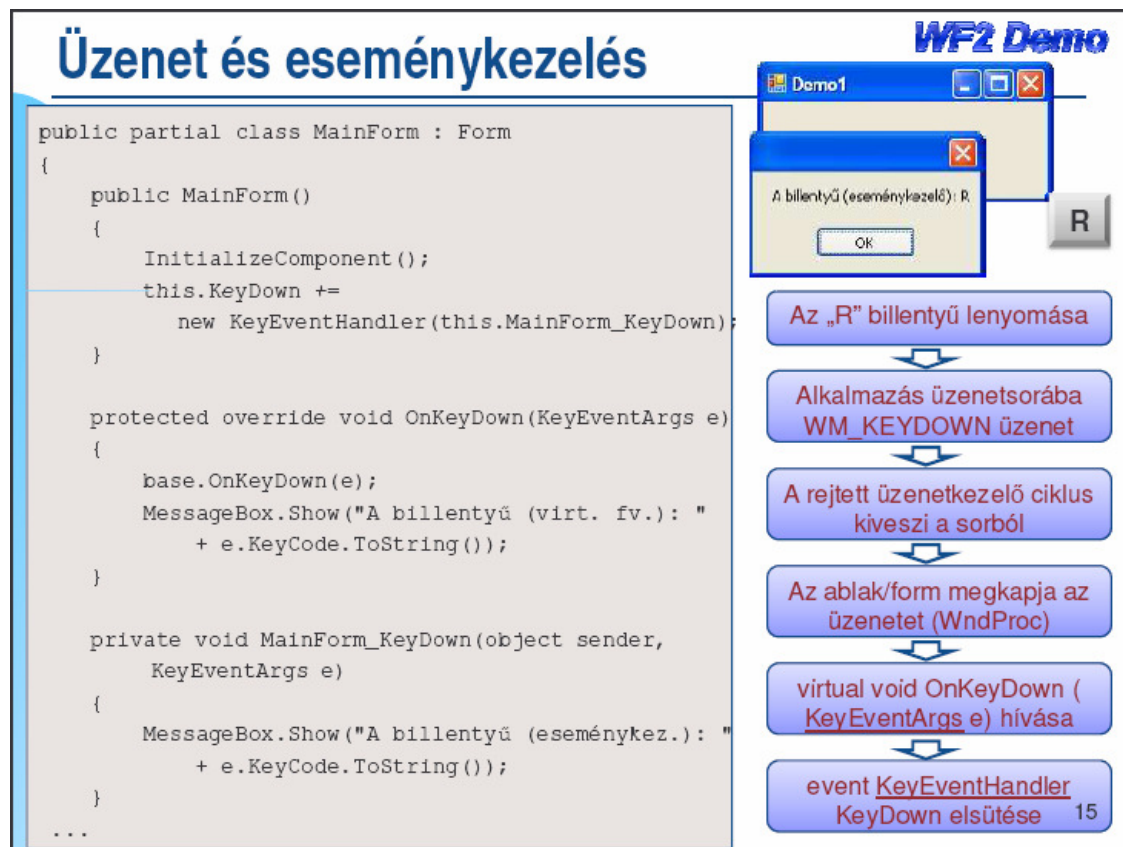 Üzenet és eseménykezelés
WF2 Demo
public partial class MainForm : Form
{
public MainForm()
{
InitializeComponent();
this.KeyDown +=
new KeyEventHandler(this.MainForm_KeyDown);
}
protected override void OnKeyDown(KeyEventArgs e)
{
base.OnKeyDown(e);
MessageBox.Show("A billentyű (virt. fv.): "
+ e.KeyCode.ToString());
}
private void MainForm_KeyDown(object sender,
KeyEventArgs e)
{
MessageBox.Show("A billentyű (eseménykez.): "
+ e.KeyCode.ToString());
}
...
Demo1
A billentyű (eseménykezelő): R
OK
R
Az „R” billentyű lenyomása
Alkalmazás üzenetsorába
WM_KEYDOWN üzenet
A rejtett üzenetkezelő ciklus
kiveszi a sorból
Az ablak/form megkapja az
üzenetet (WndProc)
virtual void OnKeyDown (
KeyEventArgs e) hívása
event KeyEventHandler
KeyDown elsütése
15